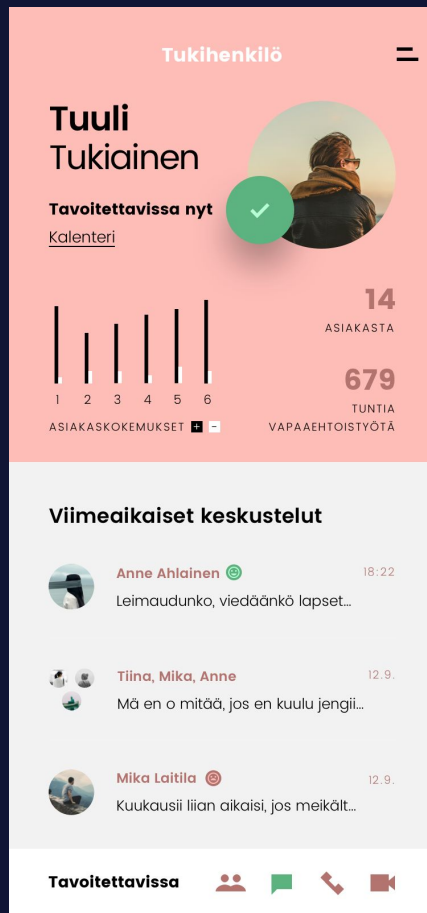 Tukihenkilö
Tuuli
Tukiainen
Tavoitettavissa nyt
Kalenteri
14
ASIAKASTA
679
TUNTIA
VAPAAEHTOISTYÖTÄ
1 2 3 4 5 6
ASIAKASKOKEMUKSET + -
Viimeaikaiset keskustelut
Anne Ahlainen 18:22
Leimaudunko, viedäänkö lapset...
Tiina, Mika, Anne 12.9.
Mä en o mitää, jos en kuulu jengii...
Mika Laitila 12.9.
Kuukausii liian aikaisi, jos meikält...
Tavoitettavissa